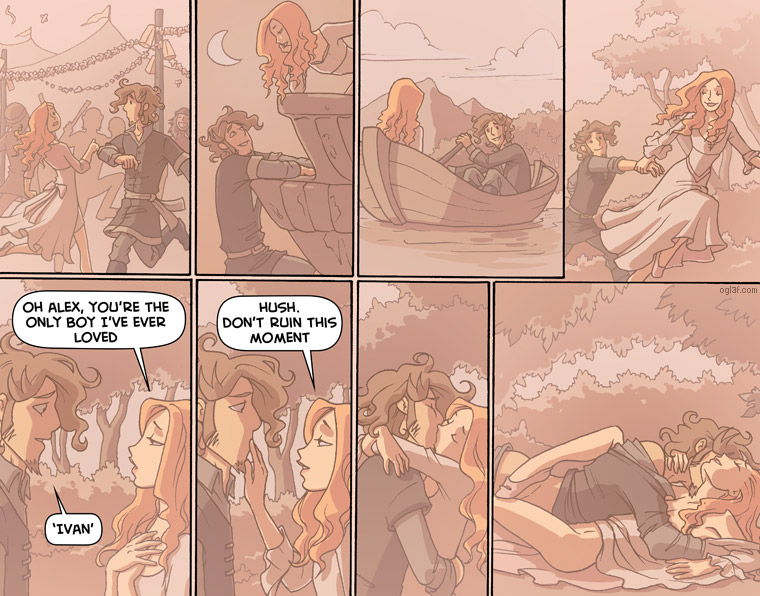 oglaf.com
OH ALEX, YOU'RE THE
ONLY BOY I'VE EVER
LOVED
'IVAN'
HUSH.
DON'T RUIN THIS
MOMENT